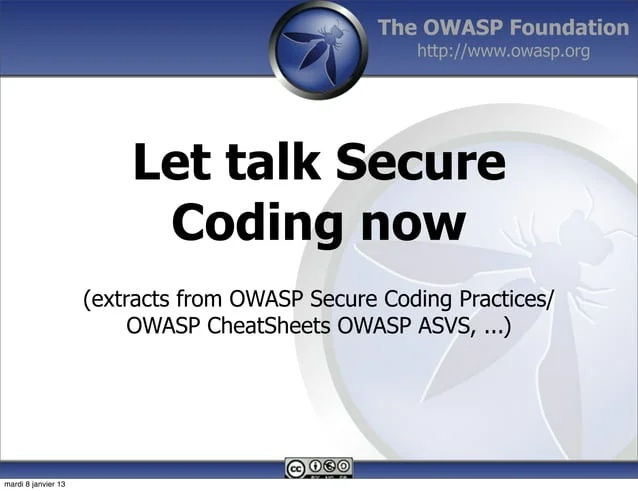 The OWASP Foundation
http://www.owasp.org
Let talk Secure
Coding now
(extracts from OWASP Secure Coding Practices/
OWASP CheatSheets OWASP ASVS, ...)
cc
mardi 8 janvier 13